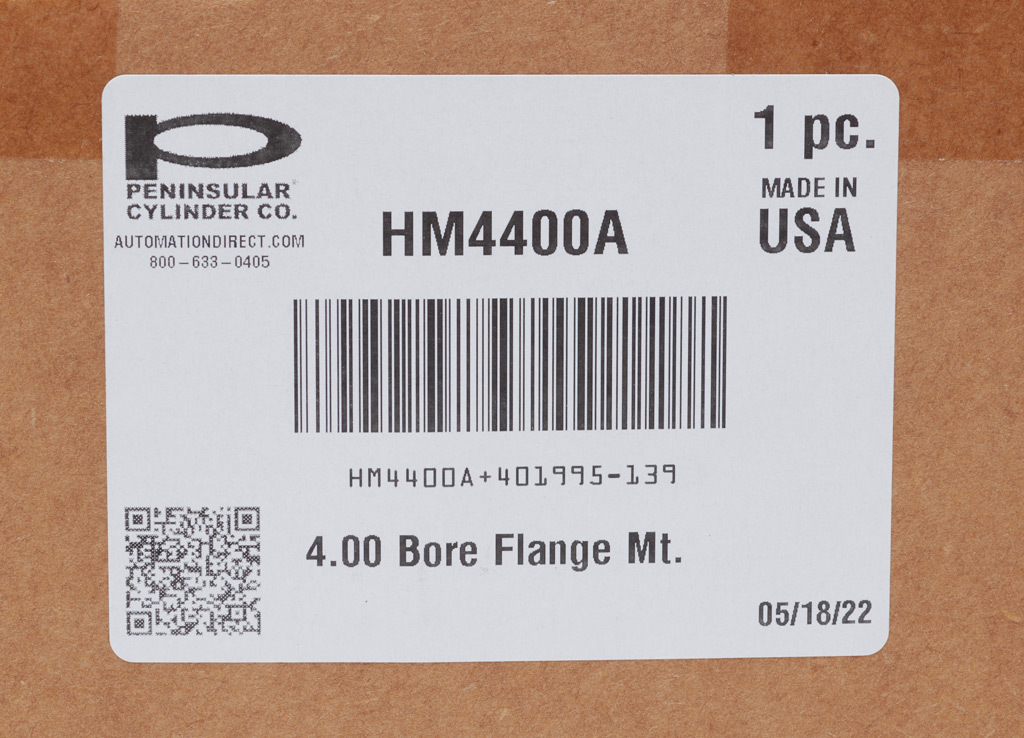 PENINSULAR
CYLINDER CO.
AUTOMATIONDIRECT.COM
800-633-0405
1 pc.
MADE IN
USA
HM4400A
HM4400A+401995-139
4.00 Bore Flange Mt.
05/18/22